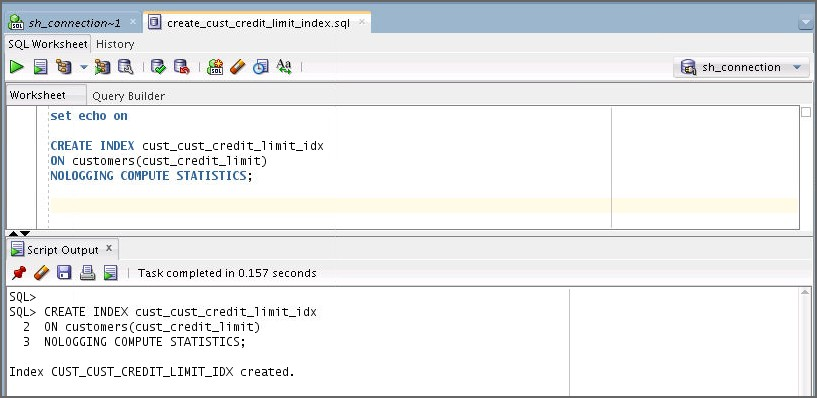 sh_connection~1
create_cust_credit_limit_index.sql
SQL Worksheet History
sh_connection
Worksheet Query Builder
set echo on
CREATE INDEX cust_cust_credit_limit_idx
ON customers(cust_credit_limit)
NOLOGGING COMPUTE STATISTICS;
Script Output x
Task completed in 0.157 seconds
SQL>
SQL> CREATE INDEX cust_cust_credit_limit_idx
2 ON customers(cust_credit_limit)
3 NOLOGGING COMPUTE STATISTICS;
Index CUST_CUST_CREDIT_LIMIT_IDX created.